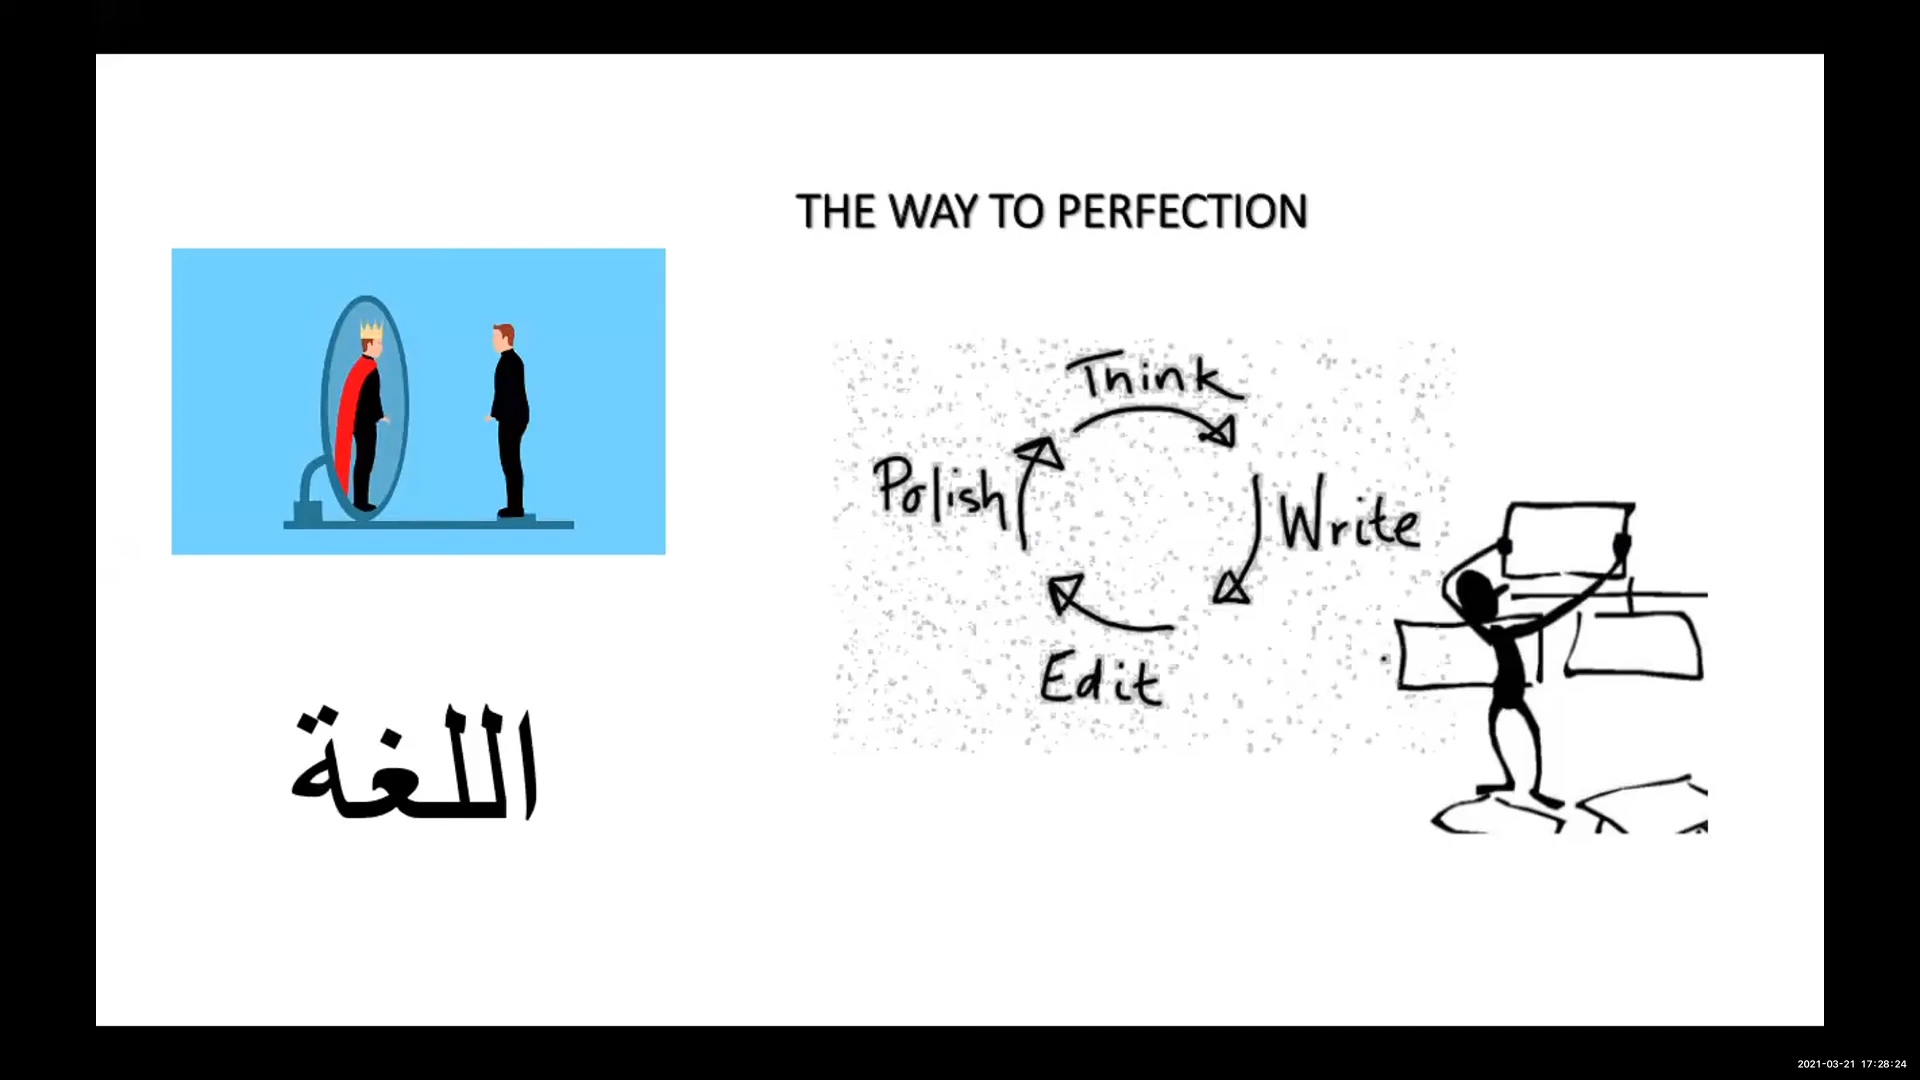 THE WAY TO PERFECTION
Think
Polish
Write
Edit
اللغة
2021-03-21 17:28:24